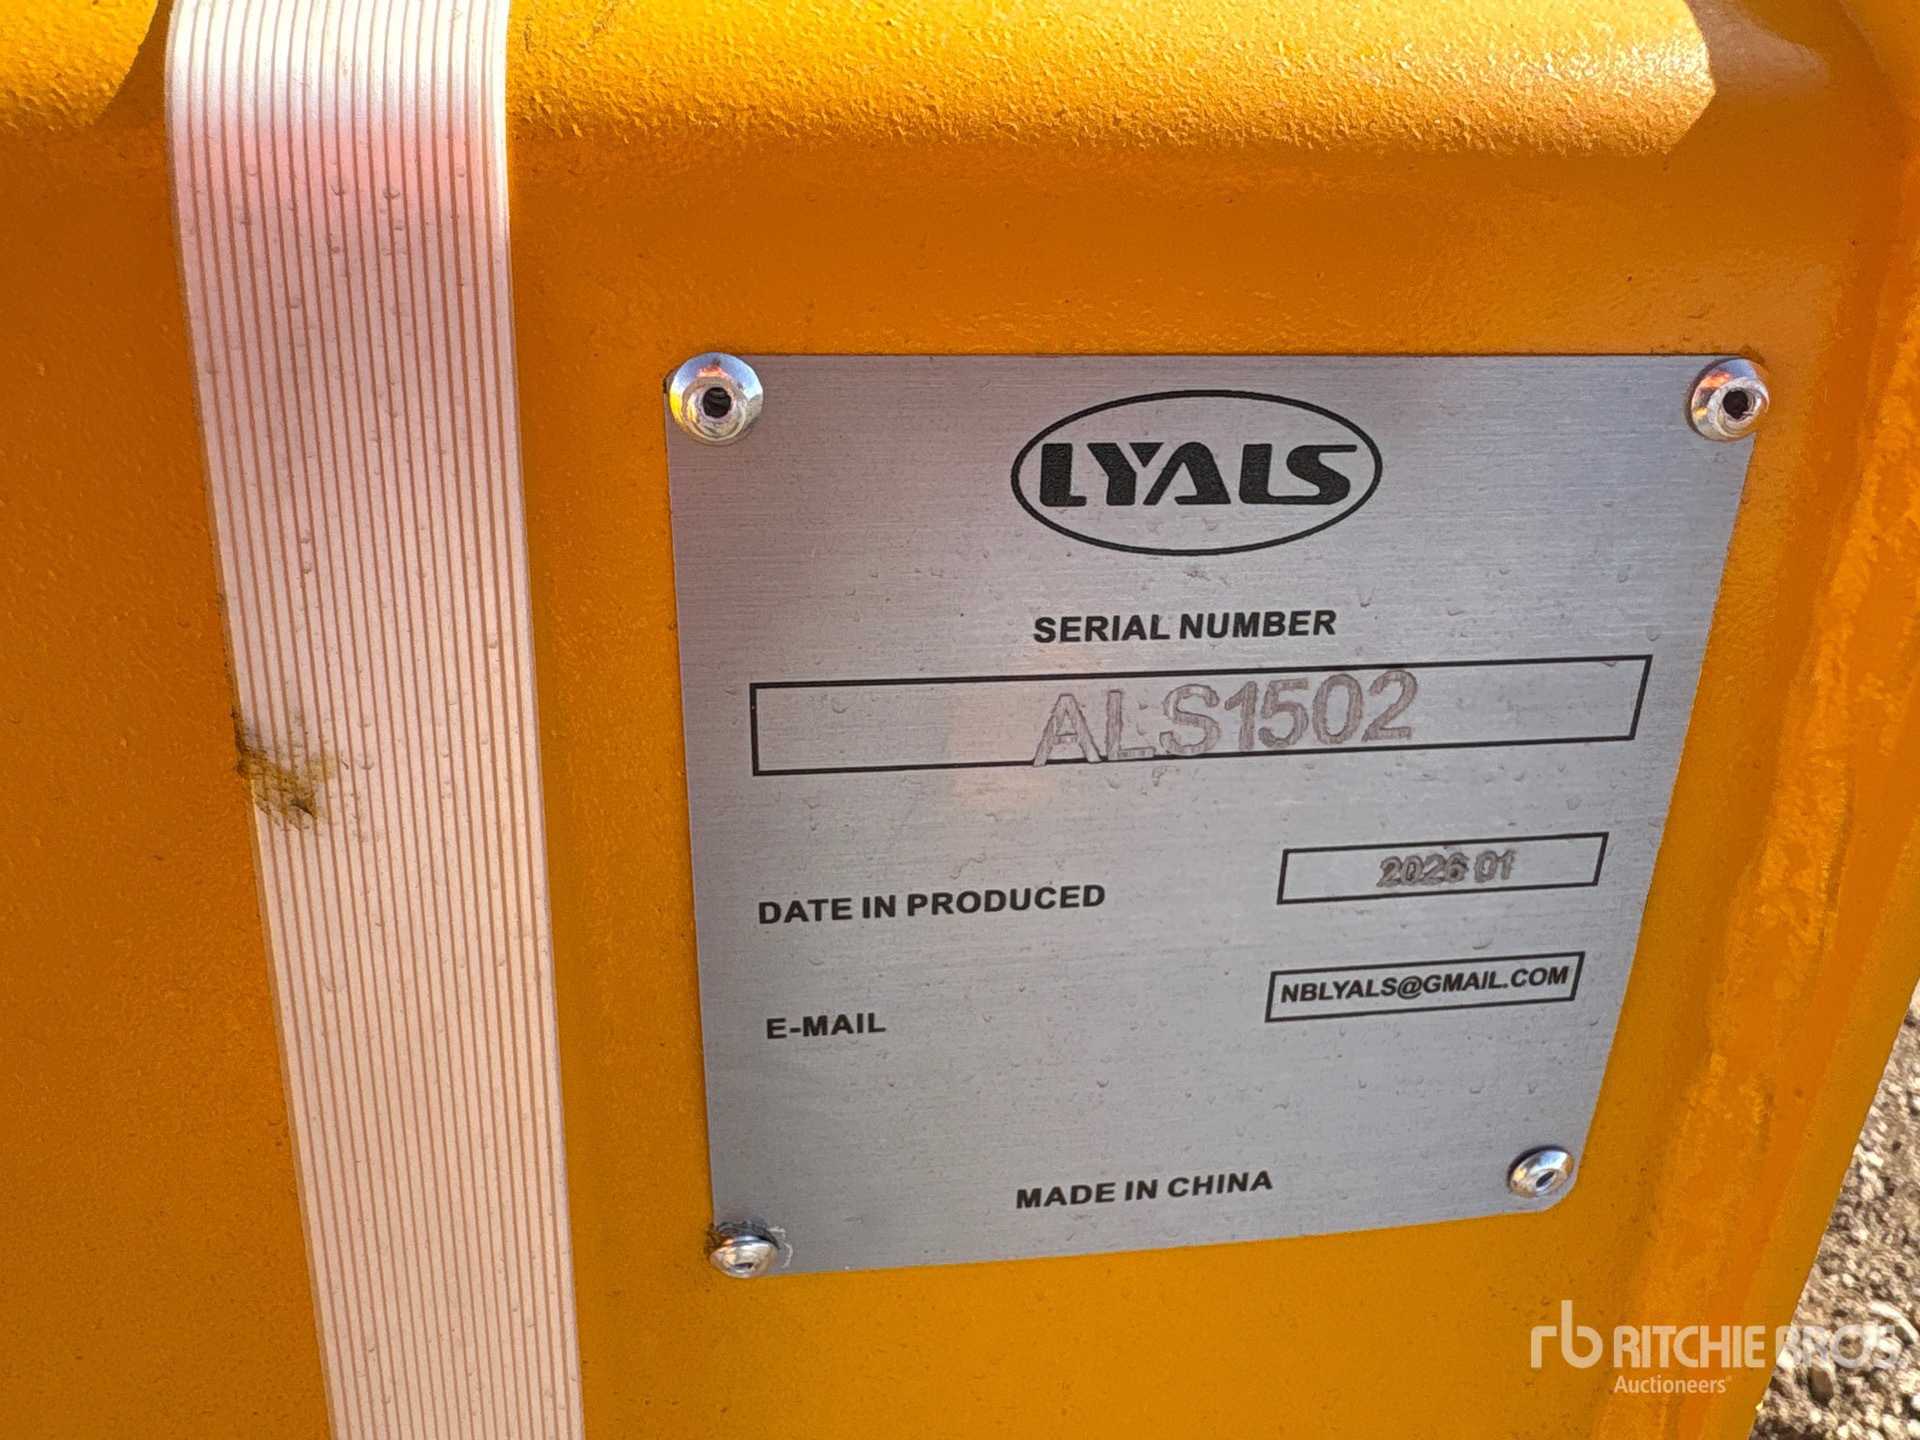 LYALS
SERIAL NUMBER
ALS1502
DATE IN PRODUCED 2026 01
E-MAIL NBLYALS@GMAIL.COM
MADE IN CHINA
rb RITCHIE BROS.
Auctioneers